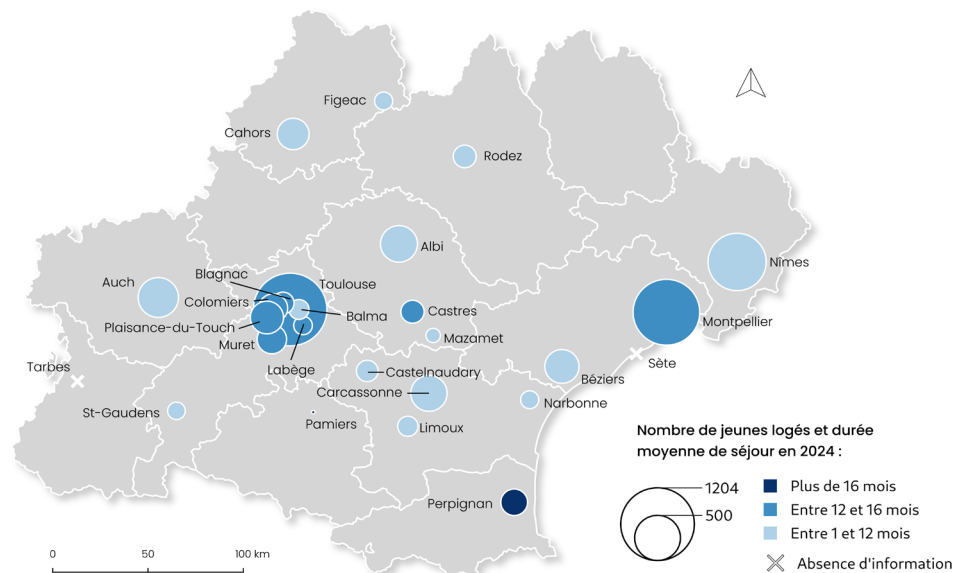 Figeac
Cahors
Rodez
Albi
Nîmes
Auch
Blagnac
Toulouse
Colomiers
Balma
Castres
Montpellier
Plaisance-du-Touch
Muret
Mazamet
Sète
Tarbes
Labège
Castelnaudary
Béziers
Carcassonne
Narbonne
St-Gaudens
Pamiers
Limoux
Perpignan
Nombre de jeunes logés et durée
moyenne de séjour en 2024 :
1204
500
Plus de 16 mois
Entre 12 et 16 mois
Entre 1 et 12 mois
Absence d'information
0 50 100 km